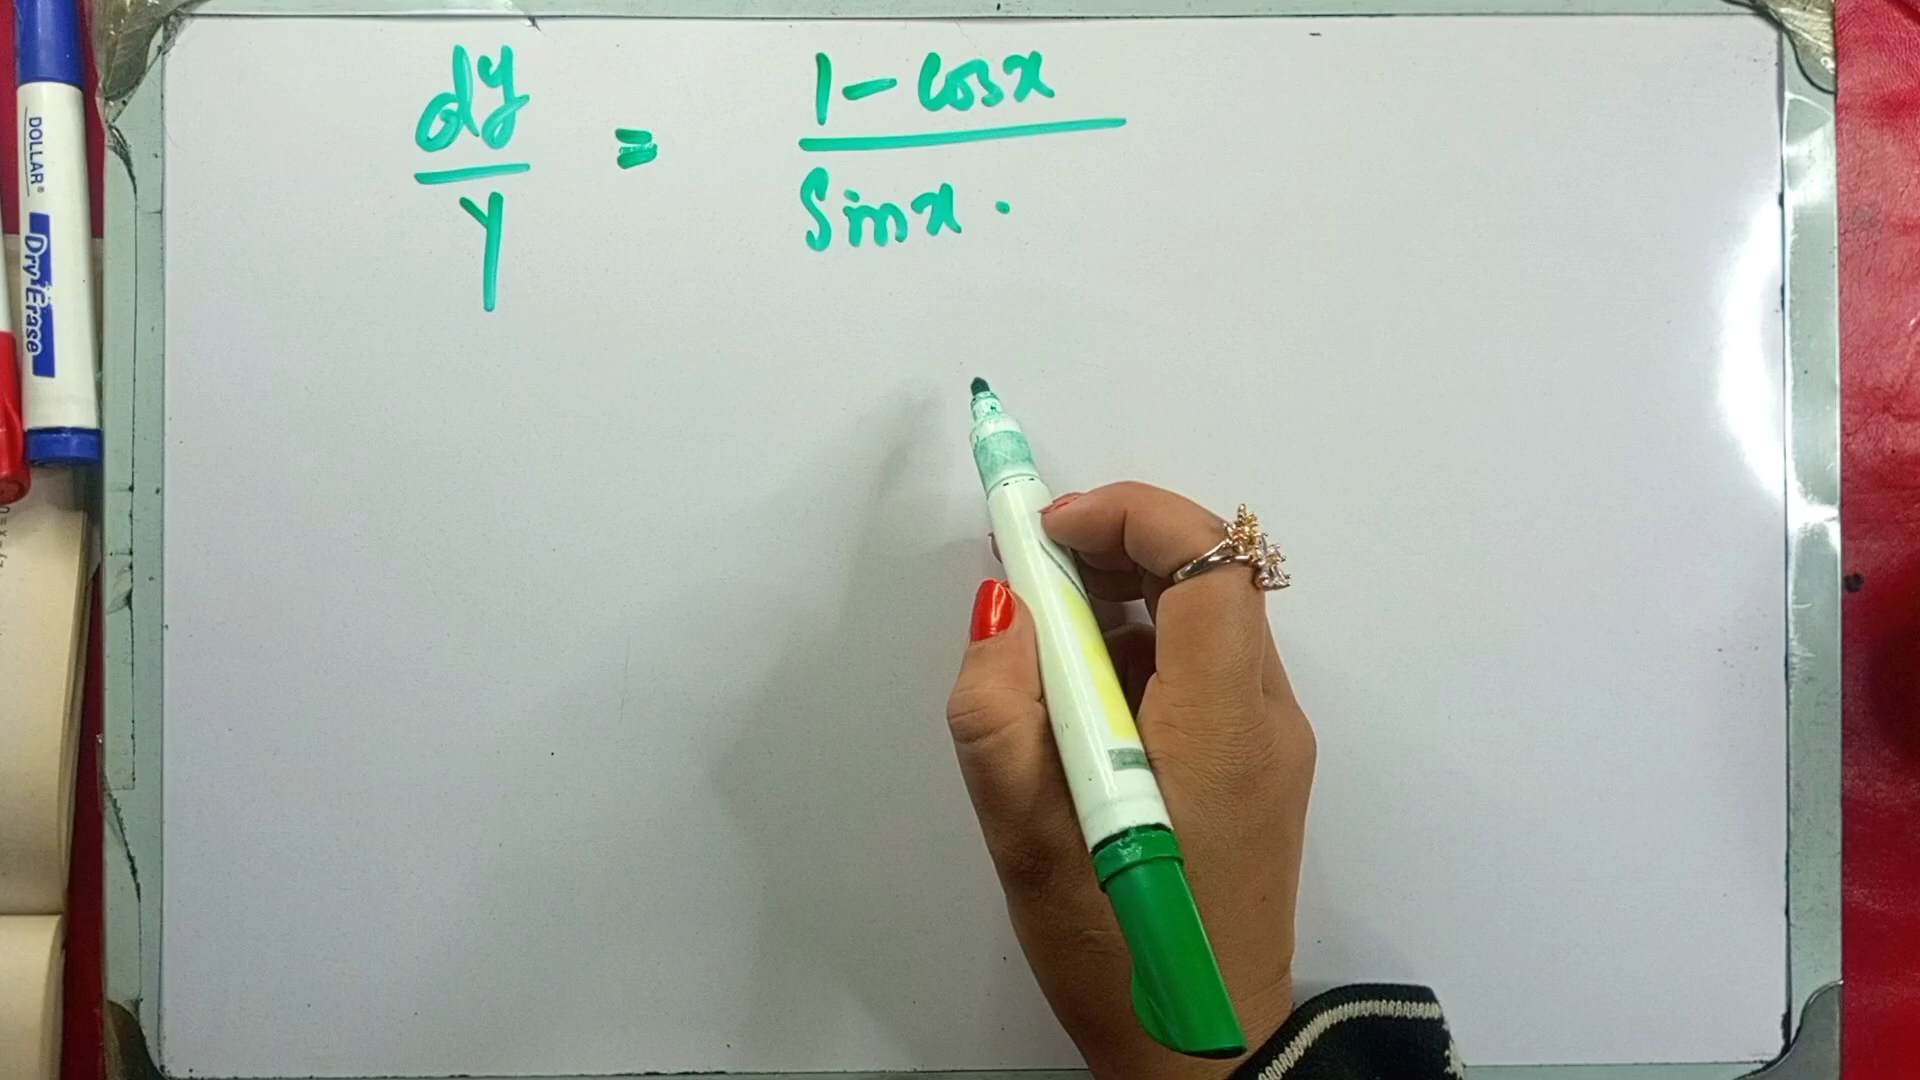 dy/y = 1 - cosx / sinx .
DOLLAR®
Dry Erase